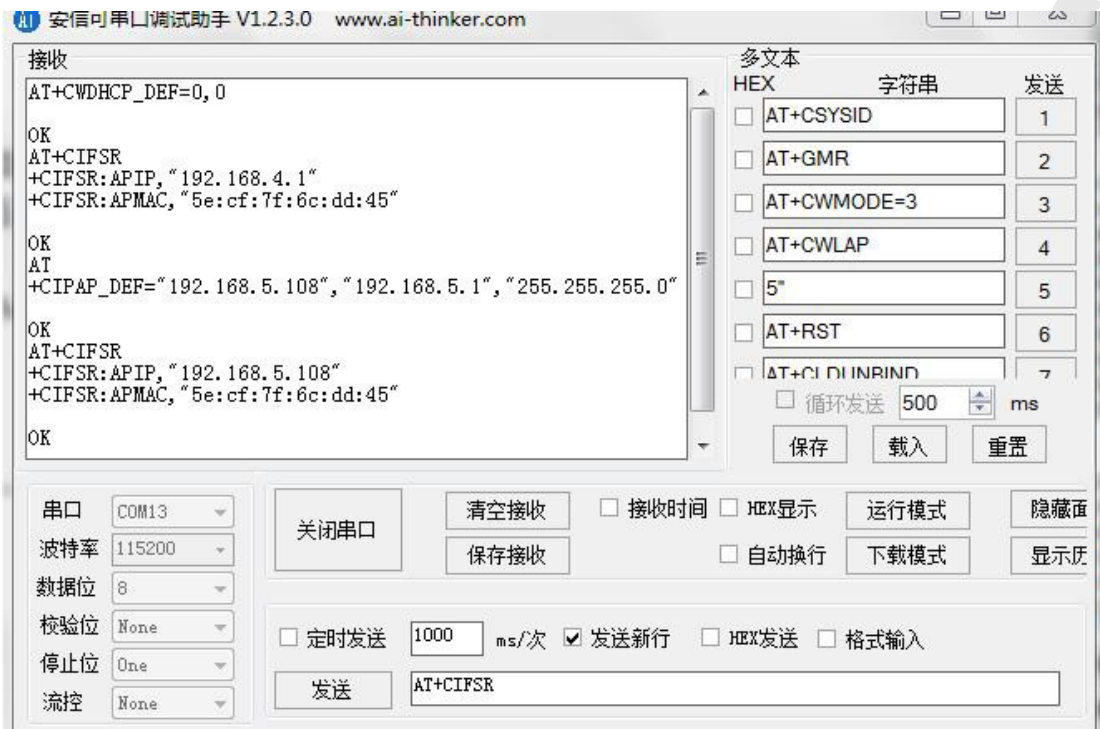 安信可串口调试助手 V1.2.3.0 www.ai-thinker.com
接收
AT+CWDHCP_DEF=0,0
OK
AT+CIFSR
+CIFSR:APIP,"192.168.4.1"
+CIFSR:APMAC,"5e:cf:7f:6c:dd:45"
OK
AT
+CIPAP_DEF="192.168.5.108","192.168.5.1","255.255.255.0"
OK
AT+CIFSR
+CIFSR:APIP,"192.168.5.108"
+CIFSR:APMAC,"5e:cf:7f:6c:dd:45"
OK
多文本
HEX 字符串 发送
AT+CSYSID 1
AT+GMR 2
AT+CWMODE=3 3
AT+CWLAP 4
5" 5
AT+RST 6
AT+CLDUNBIND 7
循环发送 500 ms
保存 载入 重置
串口 COM13
波特率 115200
数据位 8
校验位 None
停止位 One
流控 None
关闭串口
清空接收 接收时间 HEX显示 运行模式 隐藏面
保存接收 自动换行 下载模式 显示历
定时发送 1000 ms/次 发送新行 HEX发送 格式输入
发送 AT+CIFSR